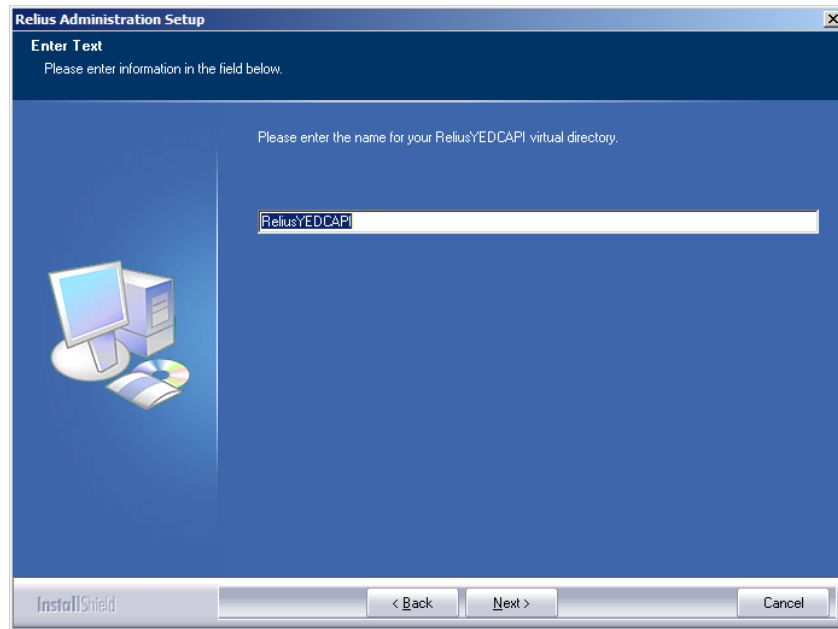 Relius Administration Setup
Enter Text
Please enter information in the field below.
Please enter the name for your ReliusYEDCAPI virtual directory.
ReliusYEDCAPI
InstallShield
< Back
Next >
Cancel